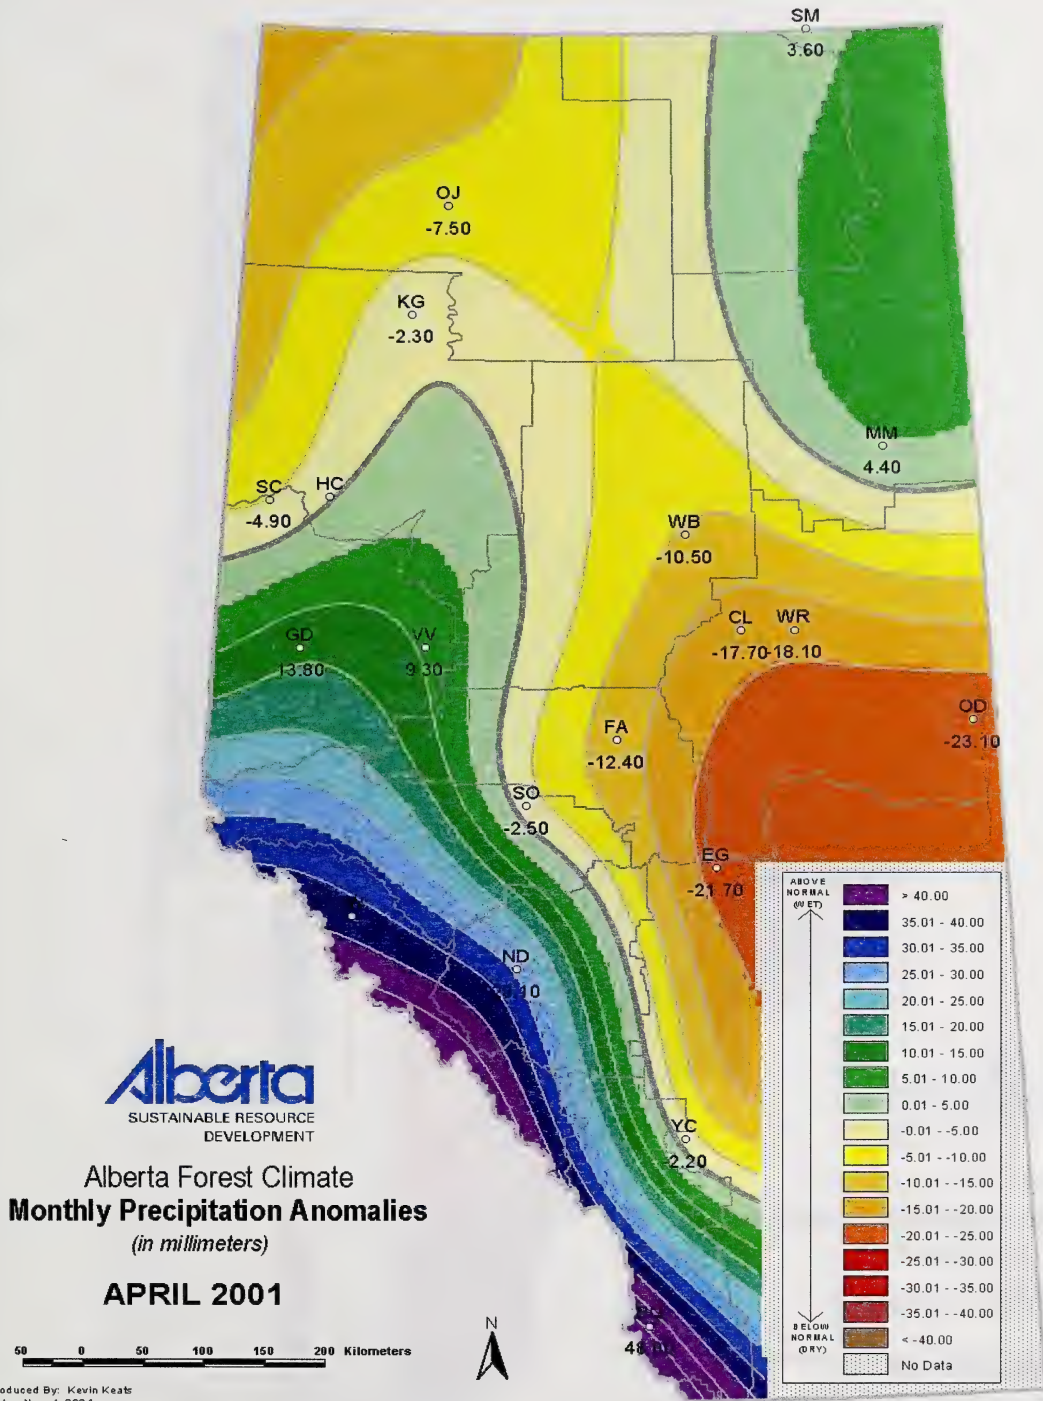 SM
3.60
OJ
-7.50
KG
-2.30
MM
4.40
SC
-4.90
HC
WB
-10.50
CL
-17.70
WR
-18.10
GD
13.80
VV
9.30
OD
-23.10
FA
-12.40
SO
-2.50
EG
-21.70
ND
YC
-2.20
ABOVE
NORMAL
(WET)
> 40.00
35.01 - 40.00
30.01 - 35.00
25.01 - 30.00
20.01 - 25.00
15.01 - 20.00
10.01 - 15.00
5.01 - 10.00
0.01 - 5.00
-0.01 - -5.00
-5.01 - -10.00
-10.01 - -15.00
-15.01 - -20.00
-20.01 - -25.00
-25.01 - -30.00
-30.01 - -35.00
-35.01 - -40.00
< -40.00
No Data
BELOW
NORMAL
(DRY)
Alberta
SUSTAINABLE RESOURCE
DEVELOPMENT
Alberta Forest Climate
Monthly Precipitation Anomalies
(in millimeters)
APRIL 2001
N
50 0 50 100 150 200 Kilometers
oduced By: Kevin Keats